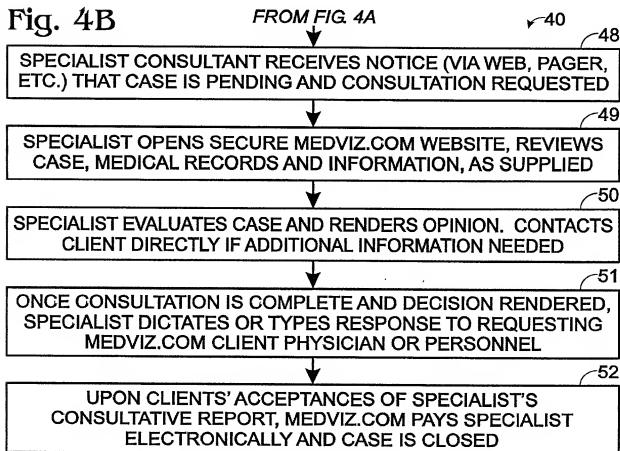 Fig. 4B
FROM FIG. 4A
40
48
SPECIALIST CONSULTANT RECEIVES NOTICE (VIA WEB, PAGER,
ETC.) THAT CASE IS PENDING AND CONSULTATION REQUESTED
49
SPECIALIST OPENS SECURE MEDVIZ.COM WEBSITE, REVIEWS
CASE, MEDICAL RECORDS AND INFORMATION, AS SUPPLIED
50
SPECIALIST EVALUATES CASE AND RENDERS OPINION. CONTACTS
CLIENT DIRECTLY IF ADDITIONAL INFORMATION NEEDED
51
ONCE CONSULTATION IS COMPLETE AND DECISION RENDERED,
SPECIALIST DICTATES OR TYPES RESPONSE TO REQUESTING
MEDVIZ.COM CLIENT PHYSICIAN OR PERSONNEL
52
UPON CLIENTS' ACCEPTANCES OF SPECIALIST'S
CONSULTATIVE REPORT, MEDVIZ.COM PAYS SPECIALIST
ELECTRONICALLY AND CASE IS CLOSED